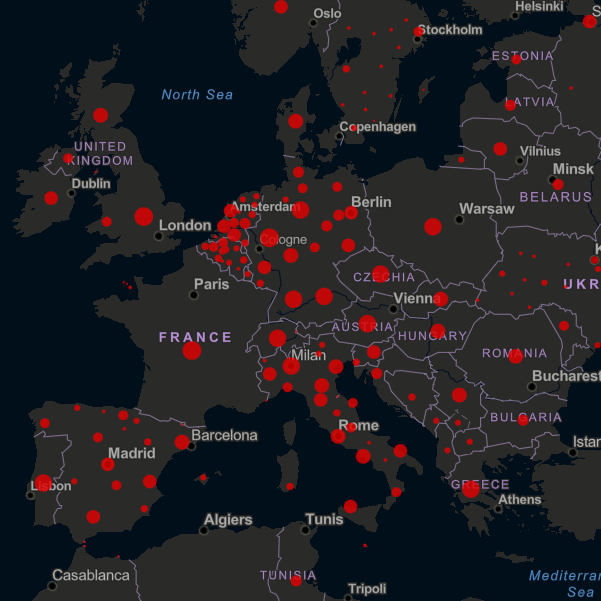 Helsinki
Oslo
Stockholm
ESTONIA
North Sea
LATVIA
Copenhagen
UNITED
KINGDOM
Vilnius
Minsk
Dublin
BELARUS
Amsterdam
Berlin
Warsaw
London
Cologne
Paris
CZECHIA
UKR
Vienna
FRANCE
AUSTRIA
HUNGARY
Milan
ROMANIA
Bucharest
BULGARIA
Rome
Barcelona
Madrid
Istan
GREECE
Lisbon
Athens
Algiers
Tunis
Casablanca
TUNISIA
Mediterran
Sea
Tripoli